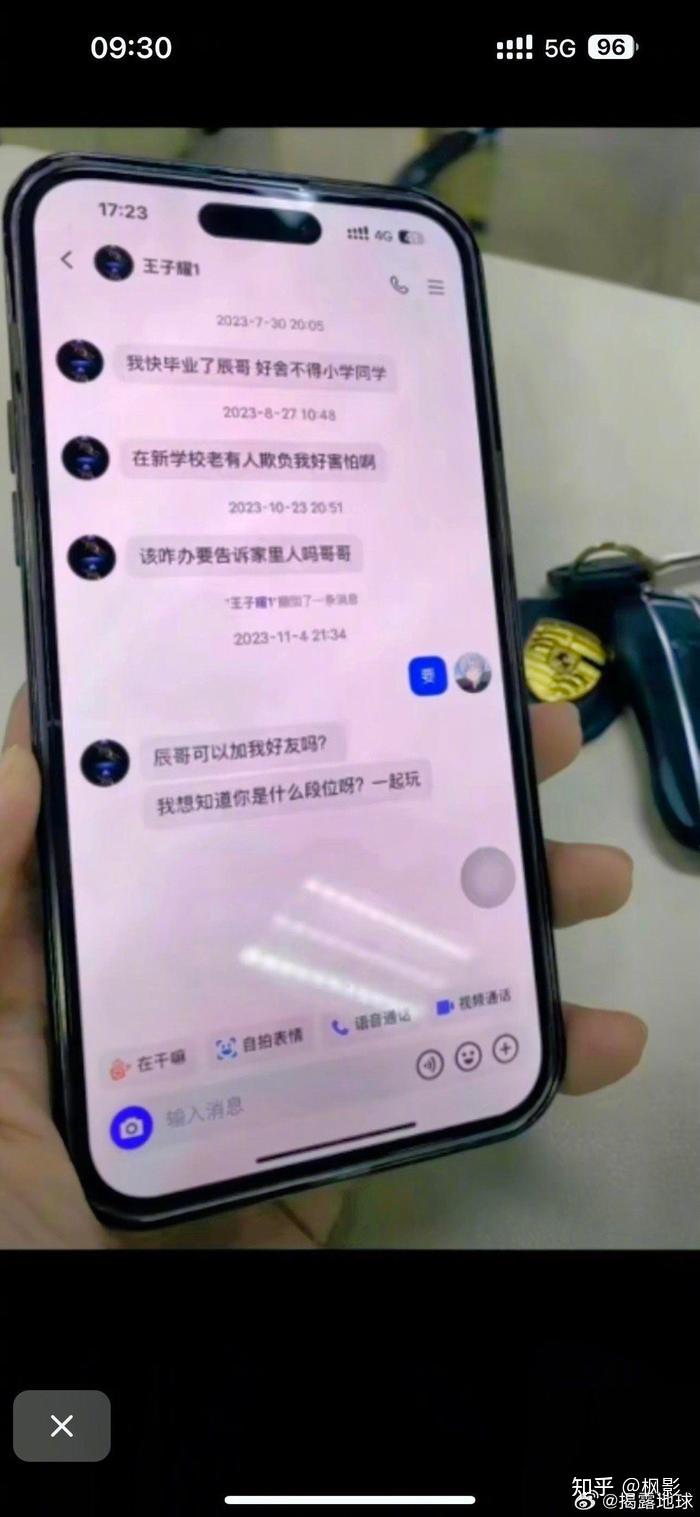 09:30
5G 96
17:23
4G
王子耀1
2023-7-30 20:05
我快毕业了辰哥 好舍不得小学同学
2023-8-27 10:48
在新学校老有人欺负我好害怕啊
2023-10-23 20:51
该咋办要告诉家里人吗哥哥
"王子耀1"撤回了一条消息
2023-11-4 21:34
要
辰哥可以加我好友吗?
我想知道你是什么段位呀? 一起玩
在干嘛
自拍表情
语音通话
视频通话
输入消息
知乎 @枫影
@揭露地球